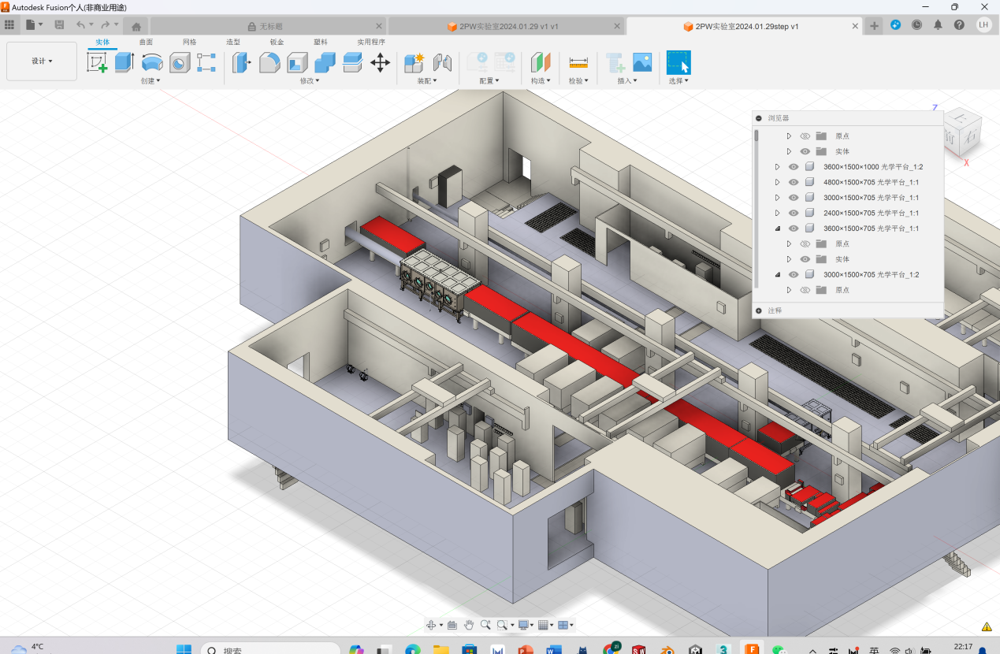 Autodesk Fusion个人(非商业用途)
无标题
2PW实验室2024.01.29 v1 v1
2PW实验室2024.01.29step v1
LH
设计
实体
曲面
网格
造型
钣金
塑料
实用程序
创建
修改
装配
配置
构造
检验
插入
选择
Z
上
前
右
X
浏览器
原点
实体
3600×1500×1000 光学平台_1:2
4800×1500×705 光学平台_1:1
3000×1500×705 光学平台_1:1
2400×1500×705 光学平台_1:1
3600×1500×705 光学平台_1:1
原点
实体
3000×1500×705 光学平台_1:2
原点
注释
4°C
搜索
英
22:17